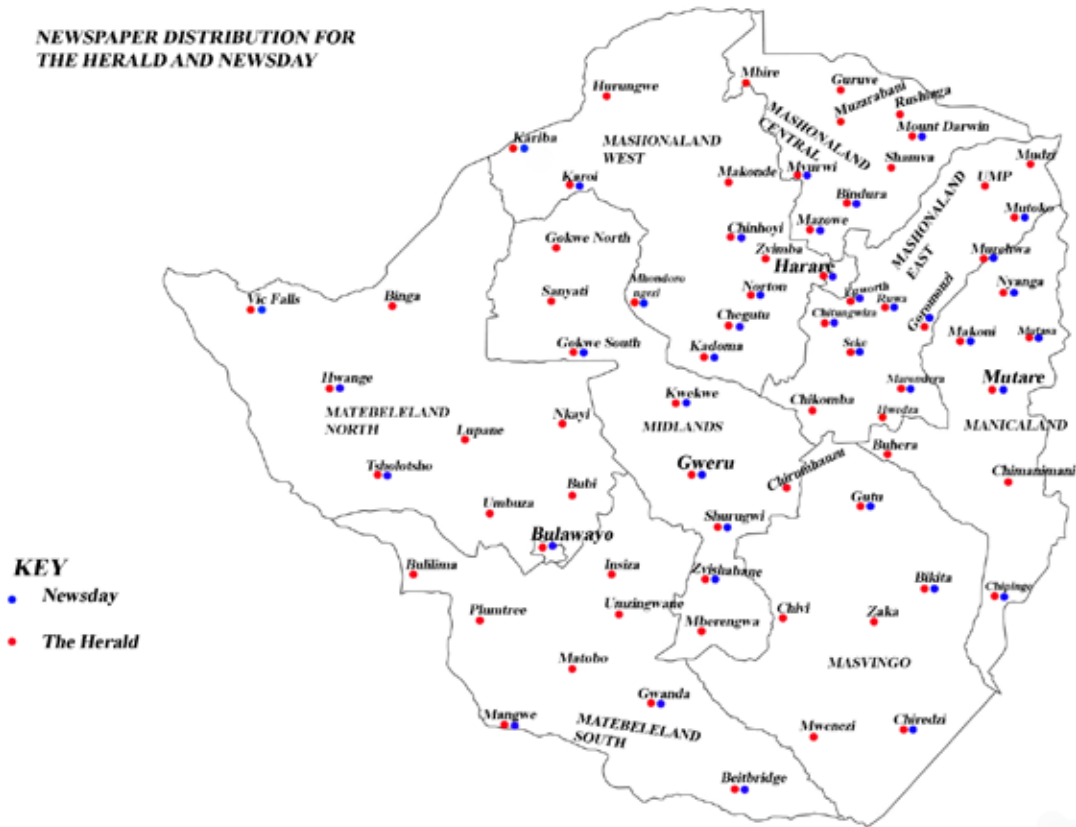 NEWSPAPER DISTRIBUTION FOR
THE HERALD AND NEWSDAY
Mbire
Guruve
Hurungwe
Muzarabani
Rushinga
MASHONALAND
CENTRAL
Mount Darwin
Kariba
MASHONALAND
WEST
Mudzi
Karoi
Makonde
Mvurwi
Shamva
UMP
Bindura
MASHONALAND
EAST
Mutoko
Mazowe
Chinhoyi
Gokwe North
Zvimba
Murehwa
Harare
Mhondoro
ngezi
Nyanga
Vic Falls
Binga
Sanyati
Norton
Epworth
Ruwa
Goromonzi
Chitungwiza
Chegutu
Makoni
Mutasa
Gokwe South
Kadoma
Seke
Hwange
Marondera
Mutare
Kwekwe
Chikomba
Hwedza
MATEBELELAND
NORTH
Nkayi
MIDLANDS
MANICALAND
Lupane
Buhera
Tsholotsho
Gweru
Chirumhanzu
Chimanimani
Bubi
Umbuza
Gutu
Shurugwi
Bulawayo
KEY
Newsday
The Herald
Bulilima
Insiza
Zvishabane
Bikita
Chipinge
Plumtree
Umzingwane
Mberengwa
Chivi
Zaka
Matobo
MASVINGO
Gwanda
Mangwe
MATEBELELAND
SOUTH
Mwenezi
Chiredzi
Beitbridge